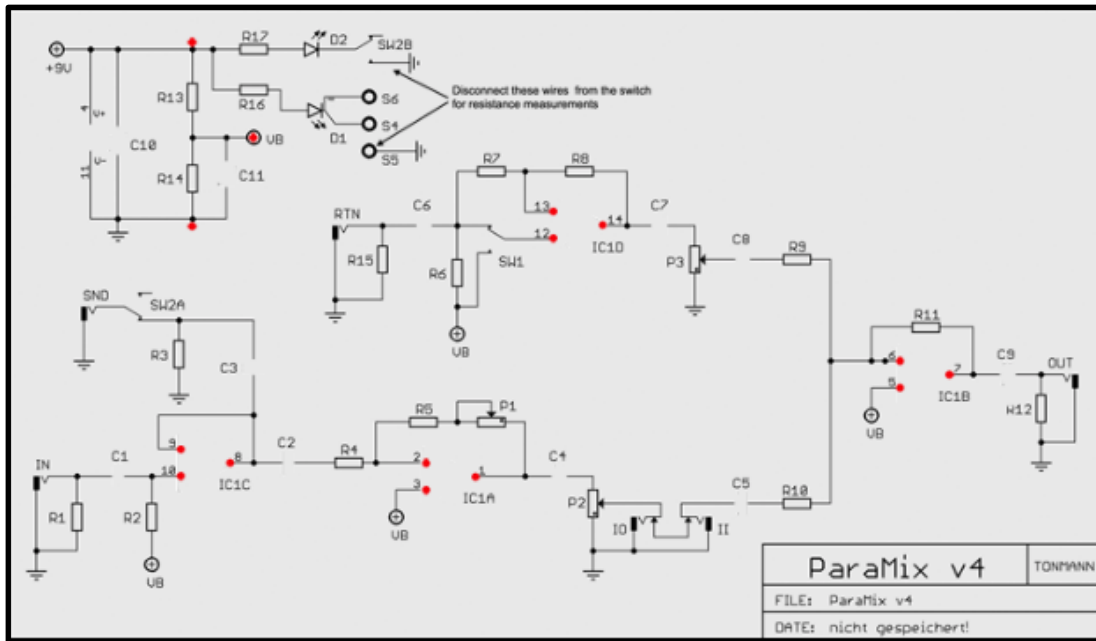 R17
D2
SW2B
+9V
Disconnect these wires from the switch
for resistance measurements
R13
R16
S6
4
V+
D1
S4
C10
VB
V-
11
R14
C11
S5
R7
R8
RTN
C6
13
14
C7
12
IC1D
C8
R9
R15
R6
SW1
P3
VB
SND
SW2A
R11
R3
C3
6
7
C9
OUT
5
IC1B
W12
VB
R5
P1
IN
C1
9
8
C2
R4
2
1
C4
10
IC1C
3
IC1A
C5
R10
R1
R2
P2
VB
IO
II
VB
ParaMix v4
TONMANN
FILE: ParaMix v4
DATE: nicht gespeichert!